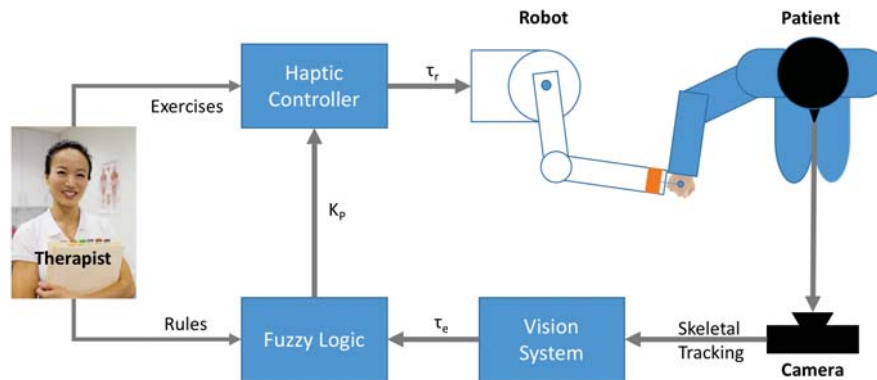 Robot
Patient
Haptic
Controller
τr
Exercises
Therapist
KP
Rules
Fuzzy Logic
τe
Vision
System
Skeletal
Tracking
Camera